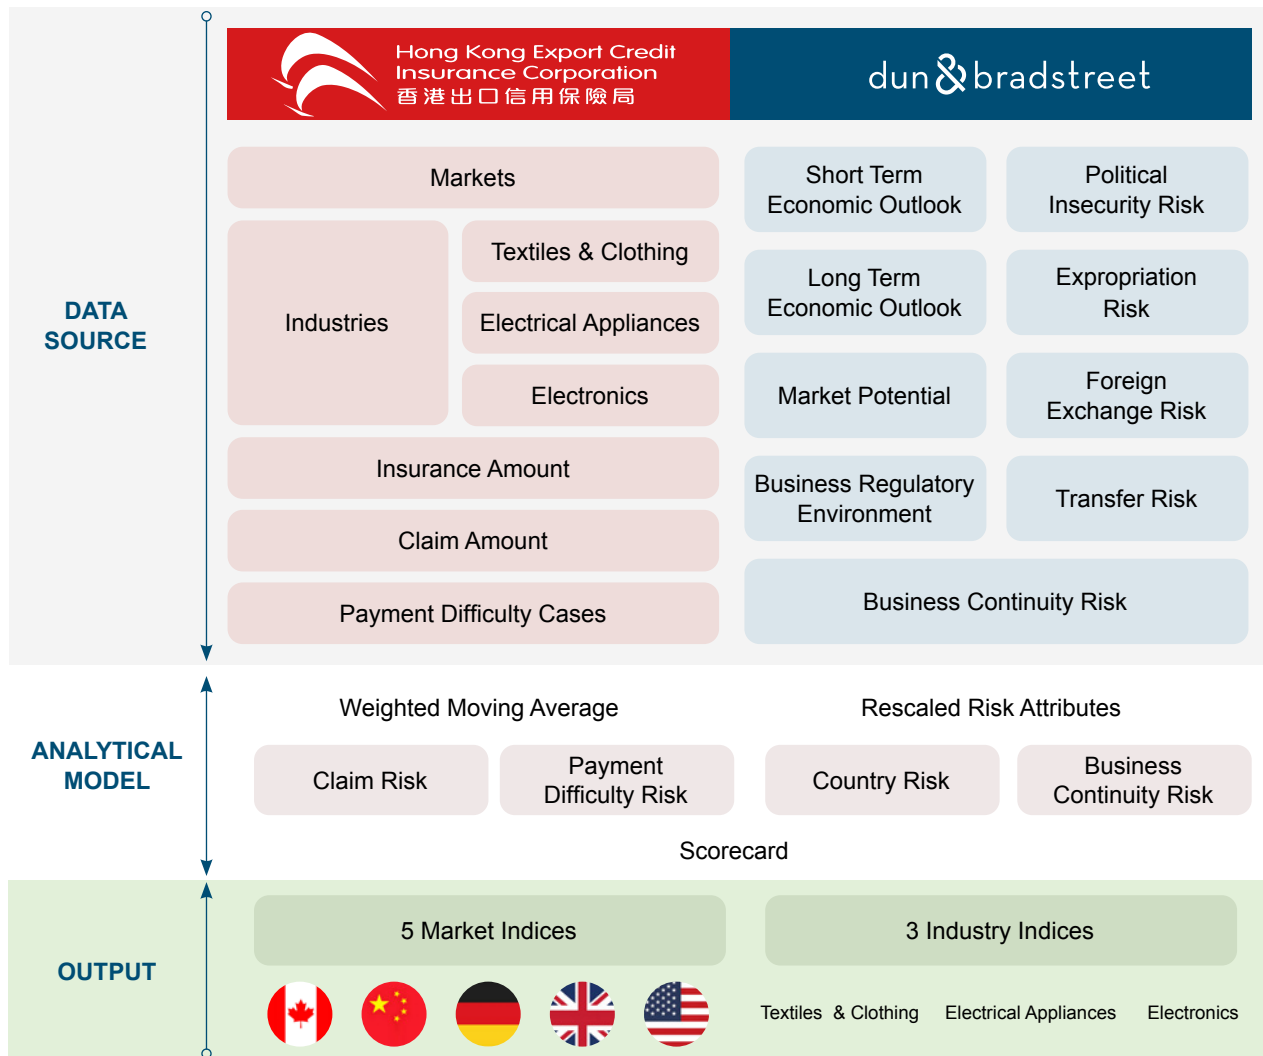 Hong Kong Export Credit
Insurance Corporation
香港出口信用保險局
dun&bradstreet
DATA
SOURCE
Markets
Industries
Textiles & Clothing
Electrical Appliances
Electronics
Insurance Amount
Claim Amount
Payment Difficulty Cases
Short Term
Economic Outlook
Political
Insecurity Risk
Long Term
Economic Outlook
Expropriation
Risk
Market Potential
Foreign
Exchange Risk
Business Regulatory
Environment
Transfer Risk
Business Continuity Risk
ANALYTICAL
MODEL
Weighted Moving Average
Rescaled Risk Attributes
Claim Risk
Payment
Difficulty Risk
Country Risk
Business
Continuity Risk
Scorecard
OUTPUT
5 Market Indices
3 Industry Indices
Textiles & Clothing
Electrical Appliances
Electronics